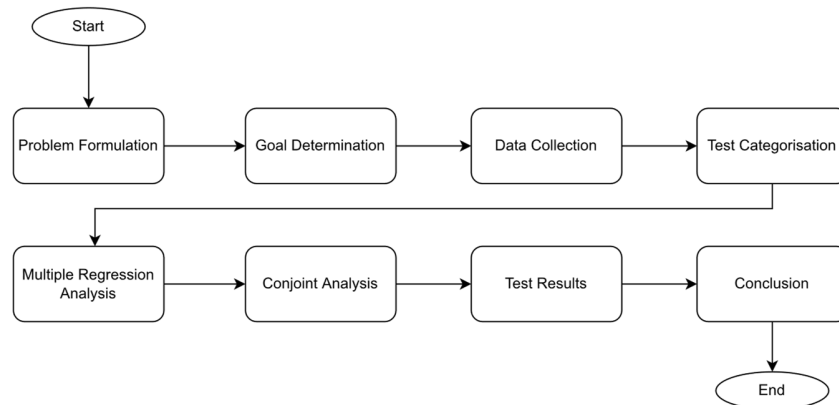 Start
Problem Formulation
Goal Determination
Data Collection
Test Categorisation
Multiple Regression
Analysis
Conjoint Analysis
Test Results
Conclusion
End